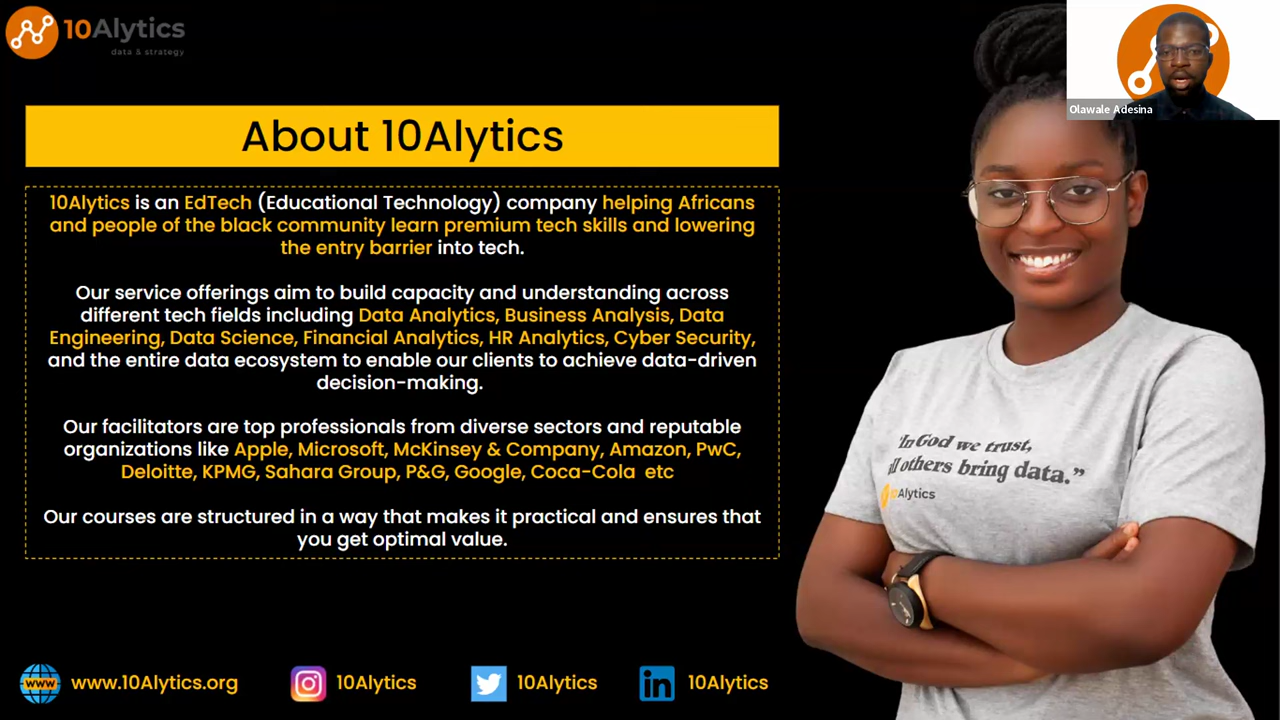 10Alytics
data & strategy
Olawale Adesina
About 10Alytics
10Alytics is an EdTech (Educational Technology) company helping Africans
and people of the black community learn premium tech skills and lowering
the entry barrier into tech.
Our service offerings aim to build capacity and understanding across
different tech fields including Data Analytics, Business Analysis, Data
Engineering, Data Science, Financial Analytics, HR Analytics, Cyber Security,
and the entire data ecosystem to enable our clients to achieve data-driven
decision-making.
Our facilitators are top professionals from diverse sectors and reputable
organizations like Apple, Microsoft, McKinsey & Company, Amazon, PwC,
Deloitte, KPMG, Sahara Group, P&G, Google, Coca-Cola etc
Our courses are structured in a way that makes it practical and ensures that
you get optimal value.
"In God we trust,
all others bring data."
10Alytics
www
www.10Alytics.org
10Alytics
10Alytics
in
10Alytics